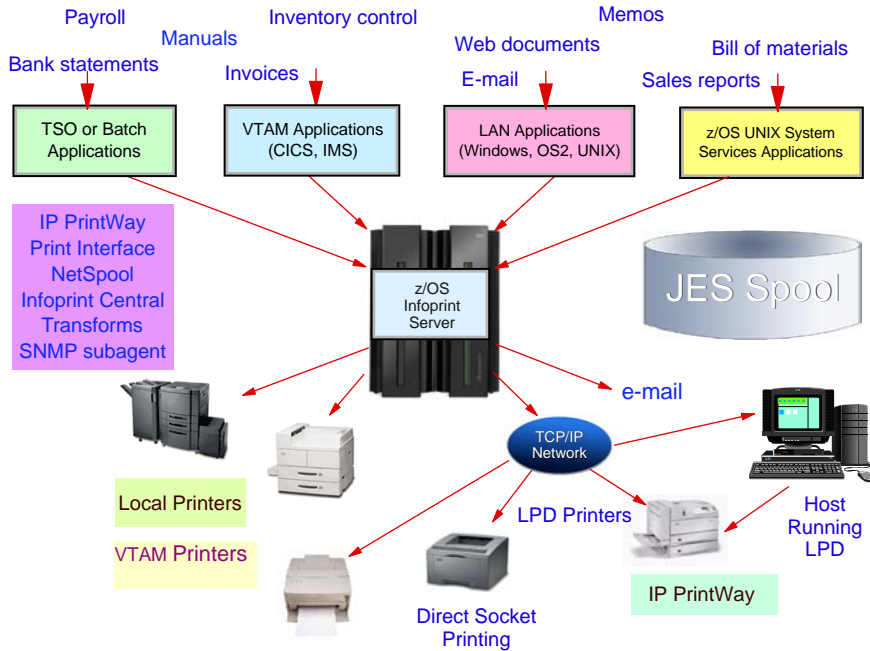 Payroll
Inventory control
Memos
Manuals
Web documents
Bill of materials
Bank statements
Invoices
E-mail
Sales reports
TSO or Batch
Applications
VTAM Applications
(CICS, IMS)
LAN Applications
(Windows, OS2, UNIX)
z/OS UNIX System
Services Applications
IP PrintWay
Print Interface
NetSpool
Infoprint Central
Transforms
SNMP subagent
z/OS
Infoprint
Server
JES Spool
e-mail
TCP/IP
Network
Local Printers
LPD Printers
Host
Running
LPD
VTAM Printers
IP PrintWay
Direct Socket
Printing